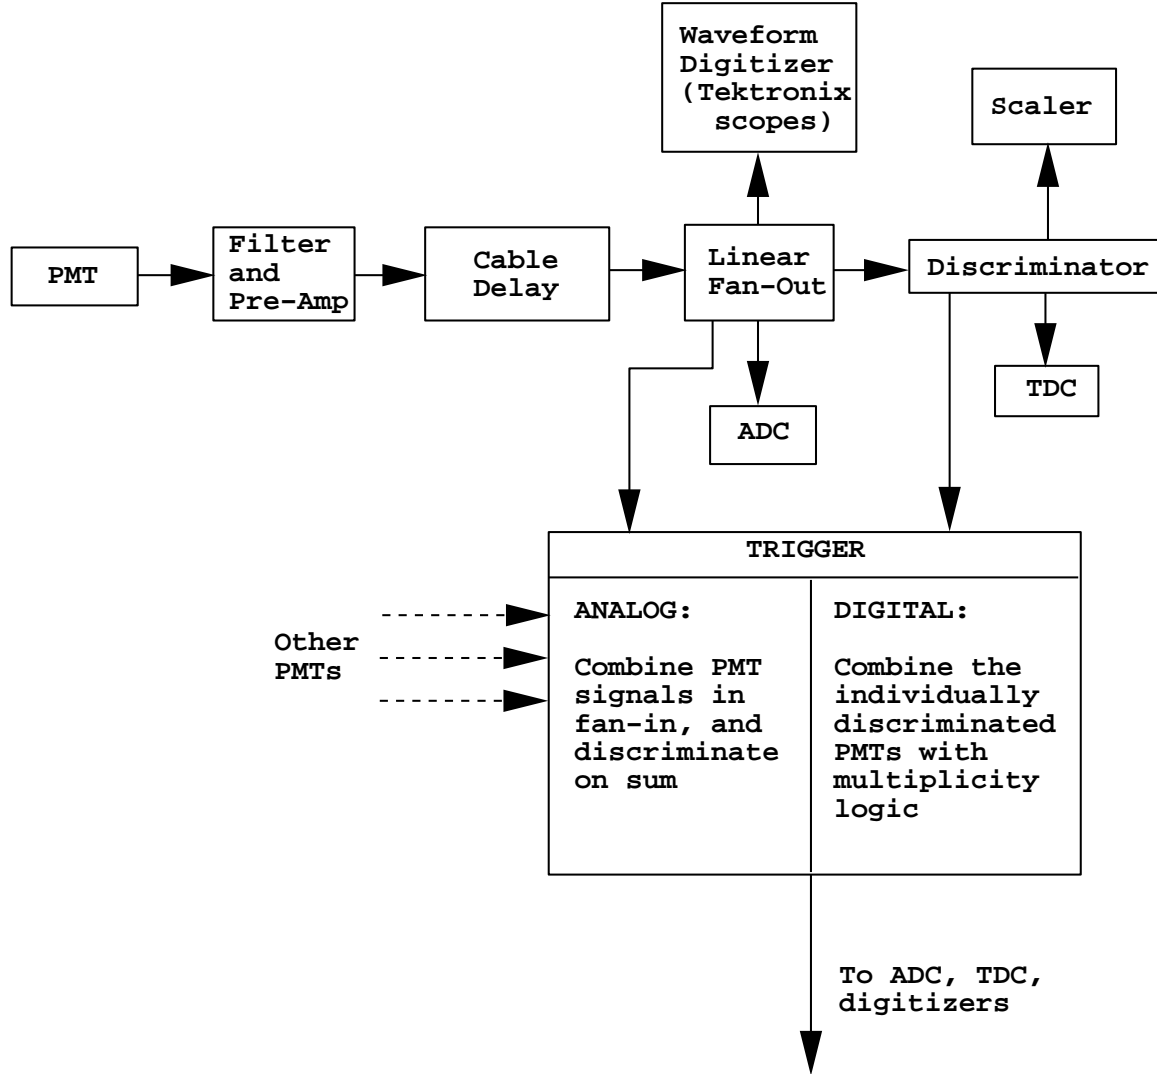 Waveform
Digitizer
(Tektronix
scopes)
Scaler
PMT
Filter
and
Pre-Amp
Cable
Delay
Linear
Fan-Out
Discriminator
ADC
TDC
TRIGGER
Other
PMTs
ANALOG:
Combine PMT
signals in
fan-in, and
discriminate
on sum
DIGITAL:
Combine the
individually
discriminated
PMTs with
multiplicity
logic
To ADC, TDC,
digitizers